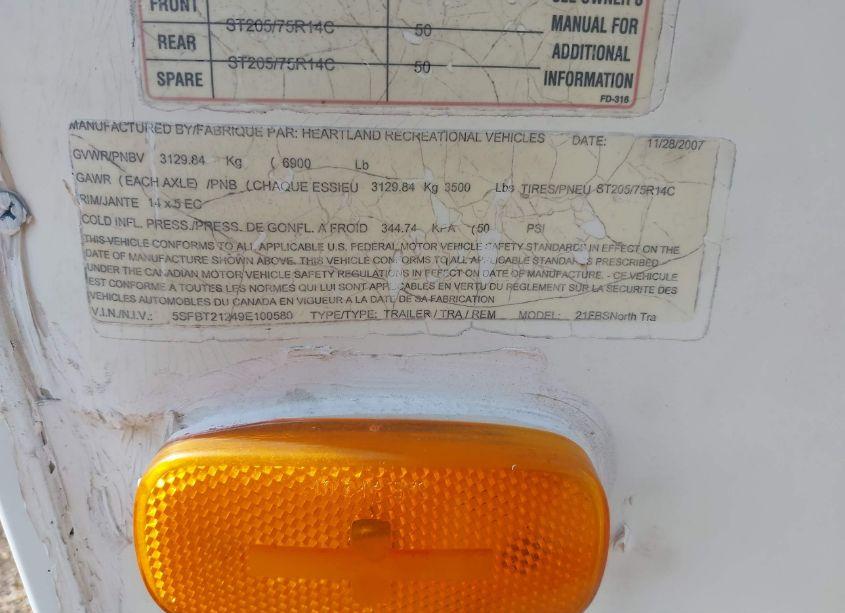 FRONT ST205/75R14C 50 SEE OWNER'S
MANUAL FOR
REAR ST205/75R14C 50 ADDITIONAL
SPARE INFORMATION
FD-316
MANUFACTURED BY/FABRIQUE PAR: HEARTLAND RECREATIONAL VEHICLES DATE: 11/28/2007
GVWR/PNBV 3129.84 Kg ( 6900 Lb
GAWR (EACH AXLE) /PNB (CHAQUE ESSIEU 3129.84 Kg 3500 Lbs TIRES/PNEU ST205/75R14C
RIM/JANTE 14 x 5 EC
COLD INFL. PRESS./PRESS. DE GONFL. A FROID 344.74 KPA (50 PSI
THIS VEHICLE CONFORMS TO ALL APPLICABLE U.S. FEDERAL MOTOR VEHICLE SAFETY STANDARDS IN EFFECT ON THE
DATE OF MANUFACTURE SHOWN ABOVE. THIS VEHICLE CONFORMS TO ALL APPLICABLE STANDARDS PRESCRIBED
UNDER THE CANADIAN MOTOR VEHICLE SAFETY REGULATIONS IN EFFECT ON DATE OF MANUFACTURE. - CE VEHICULE
EST CONFORME A TOUTES LES NORMES QUI LUI SONT APPLICABLES EN VERTU DU REGLEMENT SUR LA SECURITE DES
VEHICLES AUTOMOBILES DU CANADA EN VIGUEUR A LA DATE DE SA FABRICATION
V.I.N./N.I.V.: 5SFBT21249E100580 TYPE/TYPE: TRAILER / TRA / REM MODEL: 21FBSNorth Tra